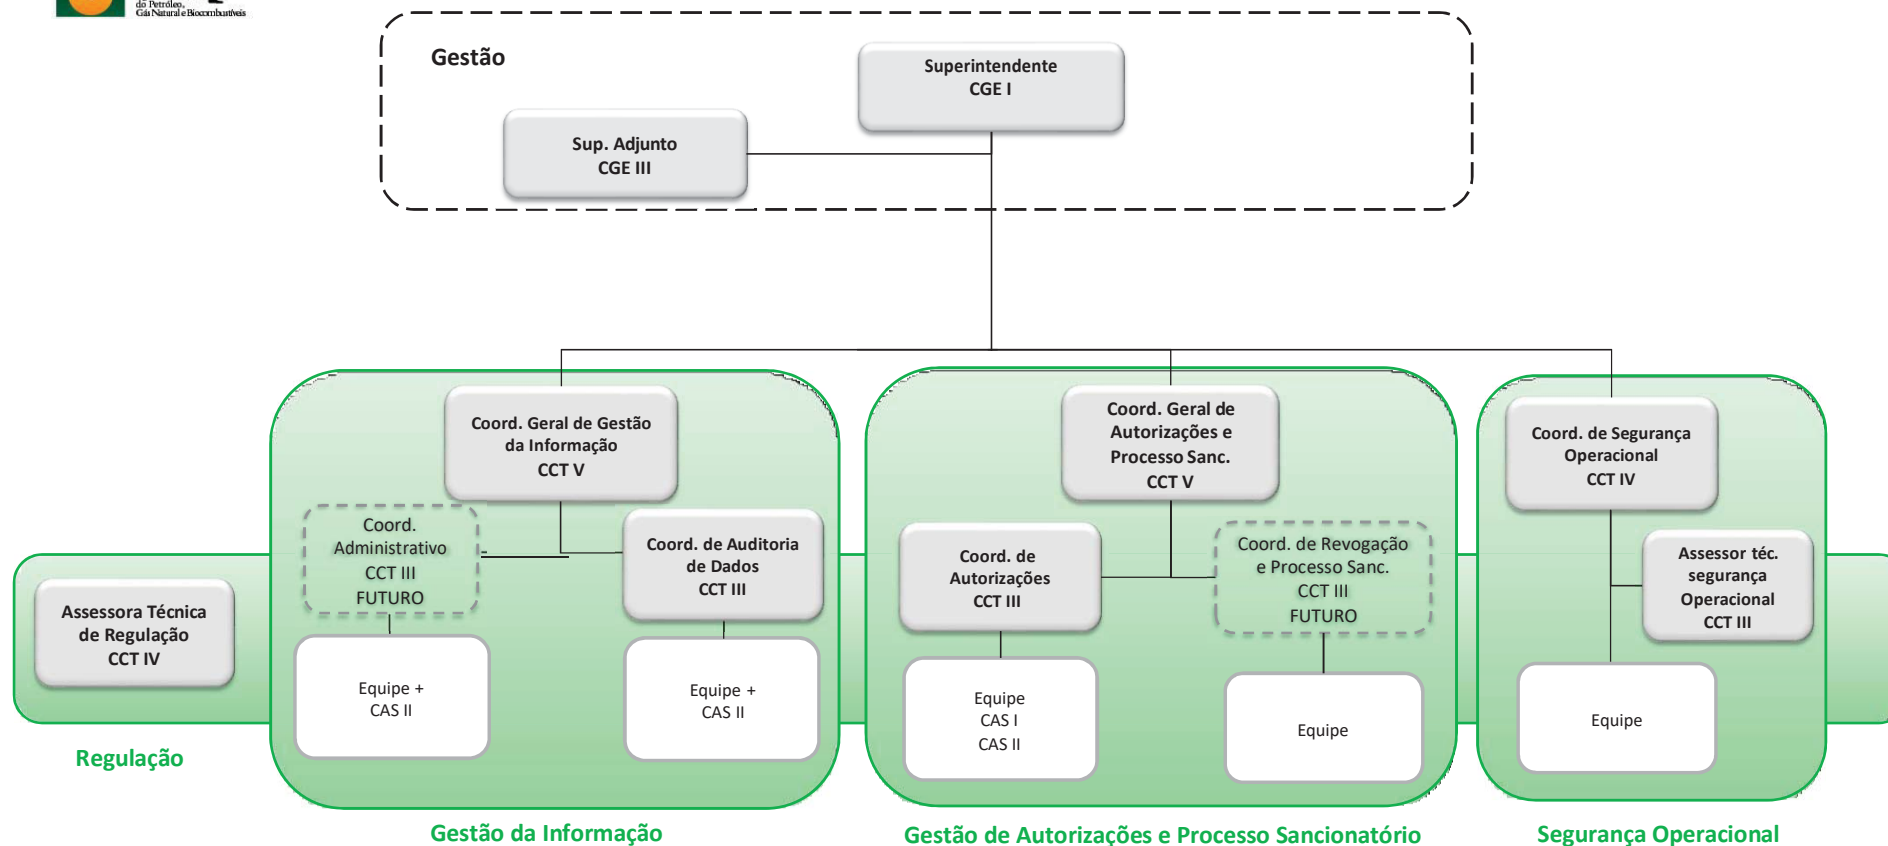 do Petróleo,
Gás Natural e Biocombustíveis
Gestão
Superintendente
CGE I
Sup. Adjunto
CGE III
Coord. Geral de Gestão
da Informação
CCT V
Coord.
Administrativo
CCT III
FUTURO
Coord. de Auditoria
de Dados
CCT III
Equipe +
CAS II
Equipe +
CAS II
Coord. Geral de
Autorizações e
Processo Sanc.
CCT V
Coord. de
Autorizações
CCT III
Coord. de Revogação
e Processo Sanc.
CCT III
FUTURO
Equipe
CAS I
CAS II
Equipe
Coord. de Segurança
Operacional
CCT IV
Assessor téc.
segurança
Operacional
CCT III
Equipe
Assessora Técnica
de Regulação
CCT IV
Regulação
Gestão da Informação
Gestão de Autorizações e Processo Sancionatório
Segurança Operacional